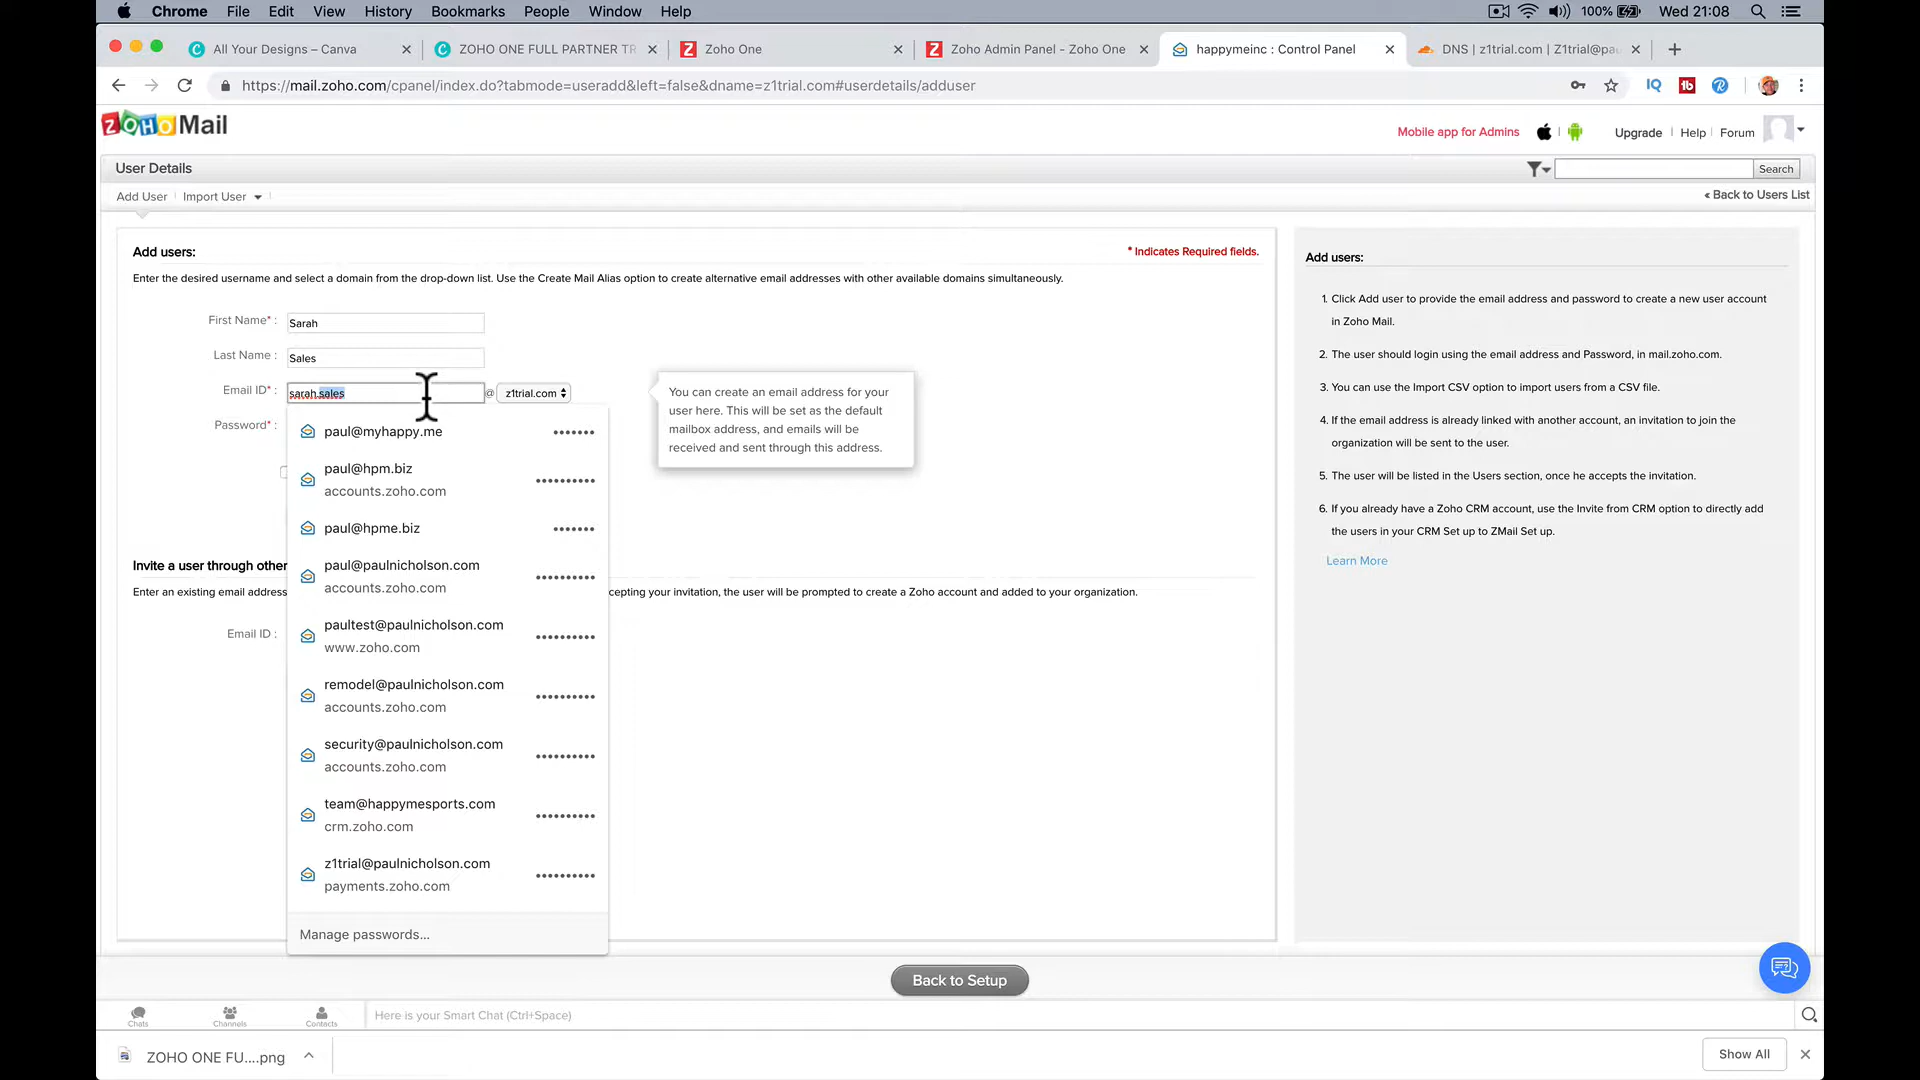 Chrome File Edit View History Bookmarks People Window Help 100% Wed 21:08
All Your Designs – Canva ZOHO ONE FULL PARTNER TR Zoho One Zoho Admin Panel - Zoho One happymeinc : Control Panel DNS | z1trial.com | Z1trial@pau
https://mail.zoho.com/cpanel/index.do?tabmode=useradd&left=false&dname=z1trial.com#userdetails/adduser
ZOHO Mail Mobile app for Admins Upgrade Help Forum
User Details Search
Add User Import User « Back to Users List
Add users: * Indicates Required fields.
Enter the desired username and select a domain from the drop-down list. Use the Create Mail Alias option to create alternative email addresses with other available domains simultaneously.
First Name* : Sarah
Last Name : Sales
Email ID* : sarah.sales @ z1trial.com
Password* :
You can create an email address for your
user here. This will be set as the default
mailbox address, and emails will be
received and sent through this address.
paul@myhappy.me
paul@hpm.biz
accounts.zoho.com
paul@hpme.biz
paul@paulnicholson.com
accounts.zoho.com
paultest@paulnicholson.com
www.zoho.com
remodel@paulnicholson.com
accounts.zoho.com
security@paulnicholson.com
accounts.zoho.com
team@happymesports.com
crm.zoho.com
z1trial@paulnicholson.com
payments.zoho.com
Manage passwords...
Invite a user through other
Enter an existing email address cepting your invitation, the user will be prompted to create a Zoho account and added to your organization.
Email ID :
Add users:
1. Click Add user to provide the email address and password to create a new user account
in Zoho Mail.
2. The user should login using the email address and Password, in mail.zoho.com.
3. You can use the Import CSV option to import users from a CSV file.
4. If the email address is already linked with another account, an invitation to join the
organization will be sent to the user.
5. The user will be listed in the Users section, once he accepts the invitation.
6. If you already have a Zoho CRM account, use the Invite from CRM option to directly add
the users in your CRM Set up to ZMail Set up.
Learn More
Back to Setup
Chats Channels Contacts Here is your Smart Chat (Ctrl+Space)
ZOHO ONE FU....png Show All